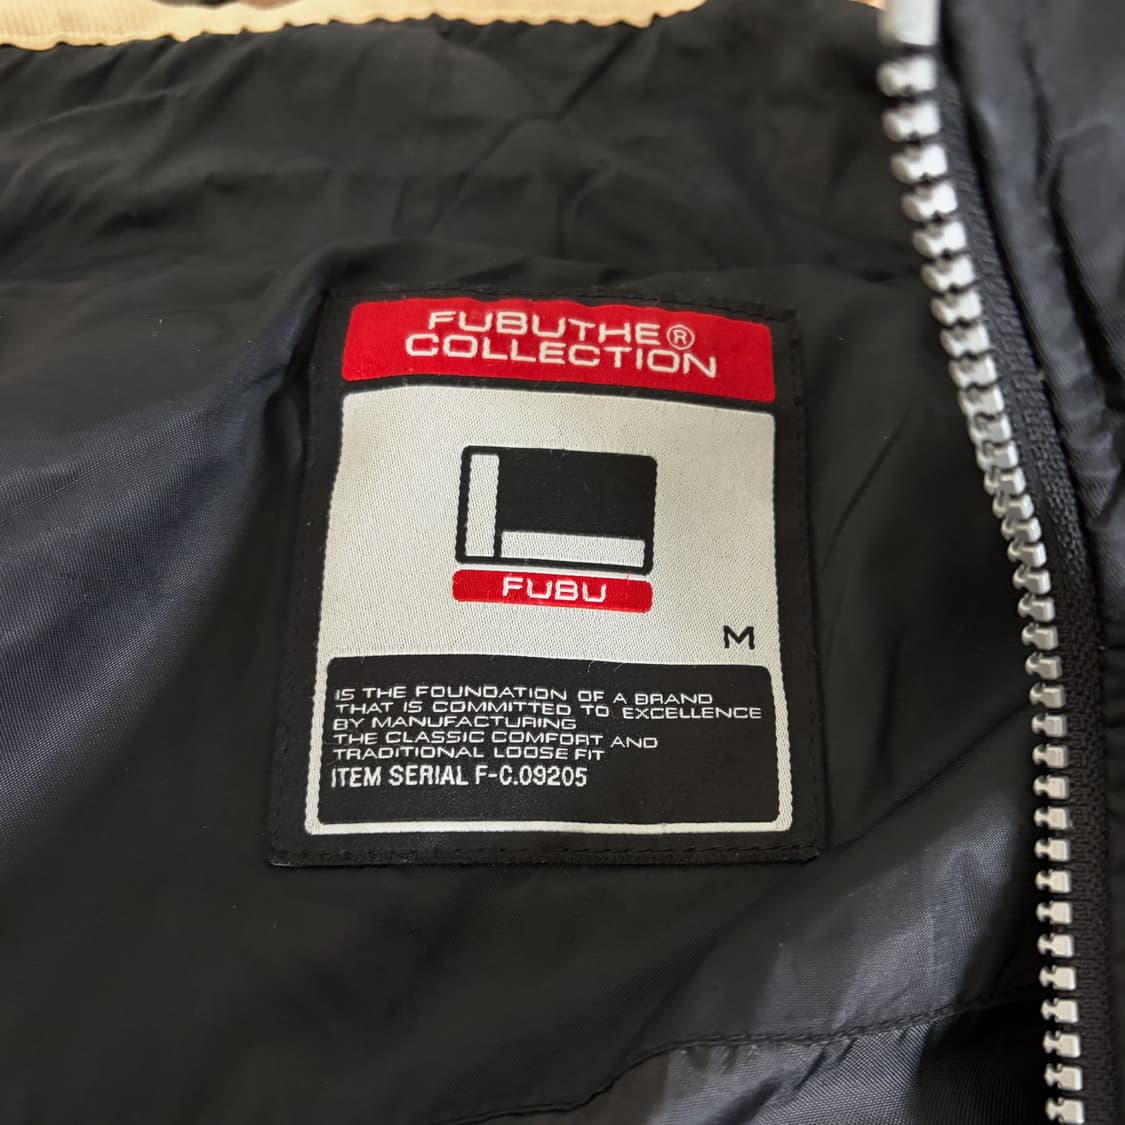 FUBUTHE®
COLLECTION
FUBU
M
IS THE FOUNDATION OF A BRAND
THAT IS COMMITTED TO EXCELLENCE
BY MANUFACTURING
THE CLASSIC COMFORT AND
TRADITIONAL LOOSE FIT
ITEM SERIAL F-C.09205